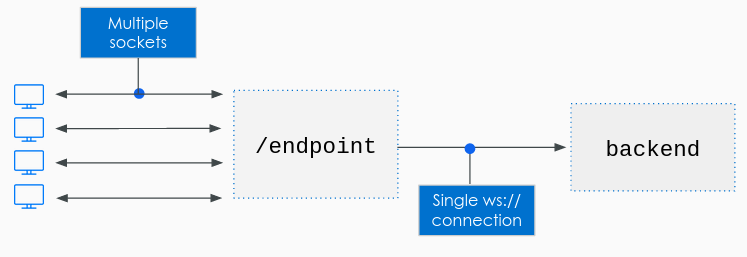 Multiple
sockets
/endpoint
backend
Single ws://
connection